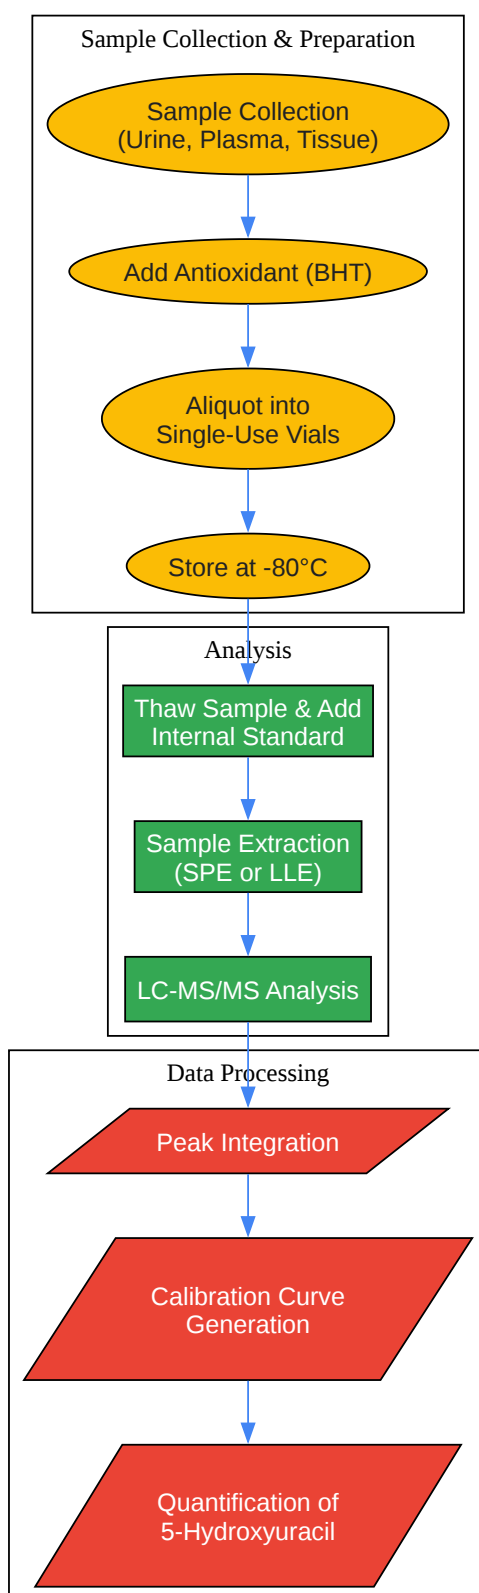 Sample Collection & Preparation
Sample Collection
(Urine, Plasma, Tissue)
Add Antioxidant (BHT)
Aliquot into
Single-Use Vials
Store at -80°C
Analysis
Thaw Sample & Add
Internal Standard
Sample Extraction
(SPE or LLE)
LC-MS/MS Analysis
Data Processing
Peak Integration
Calibration Curve
Generation
Quantification of
5-Hydroxyuracil